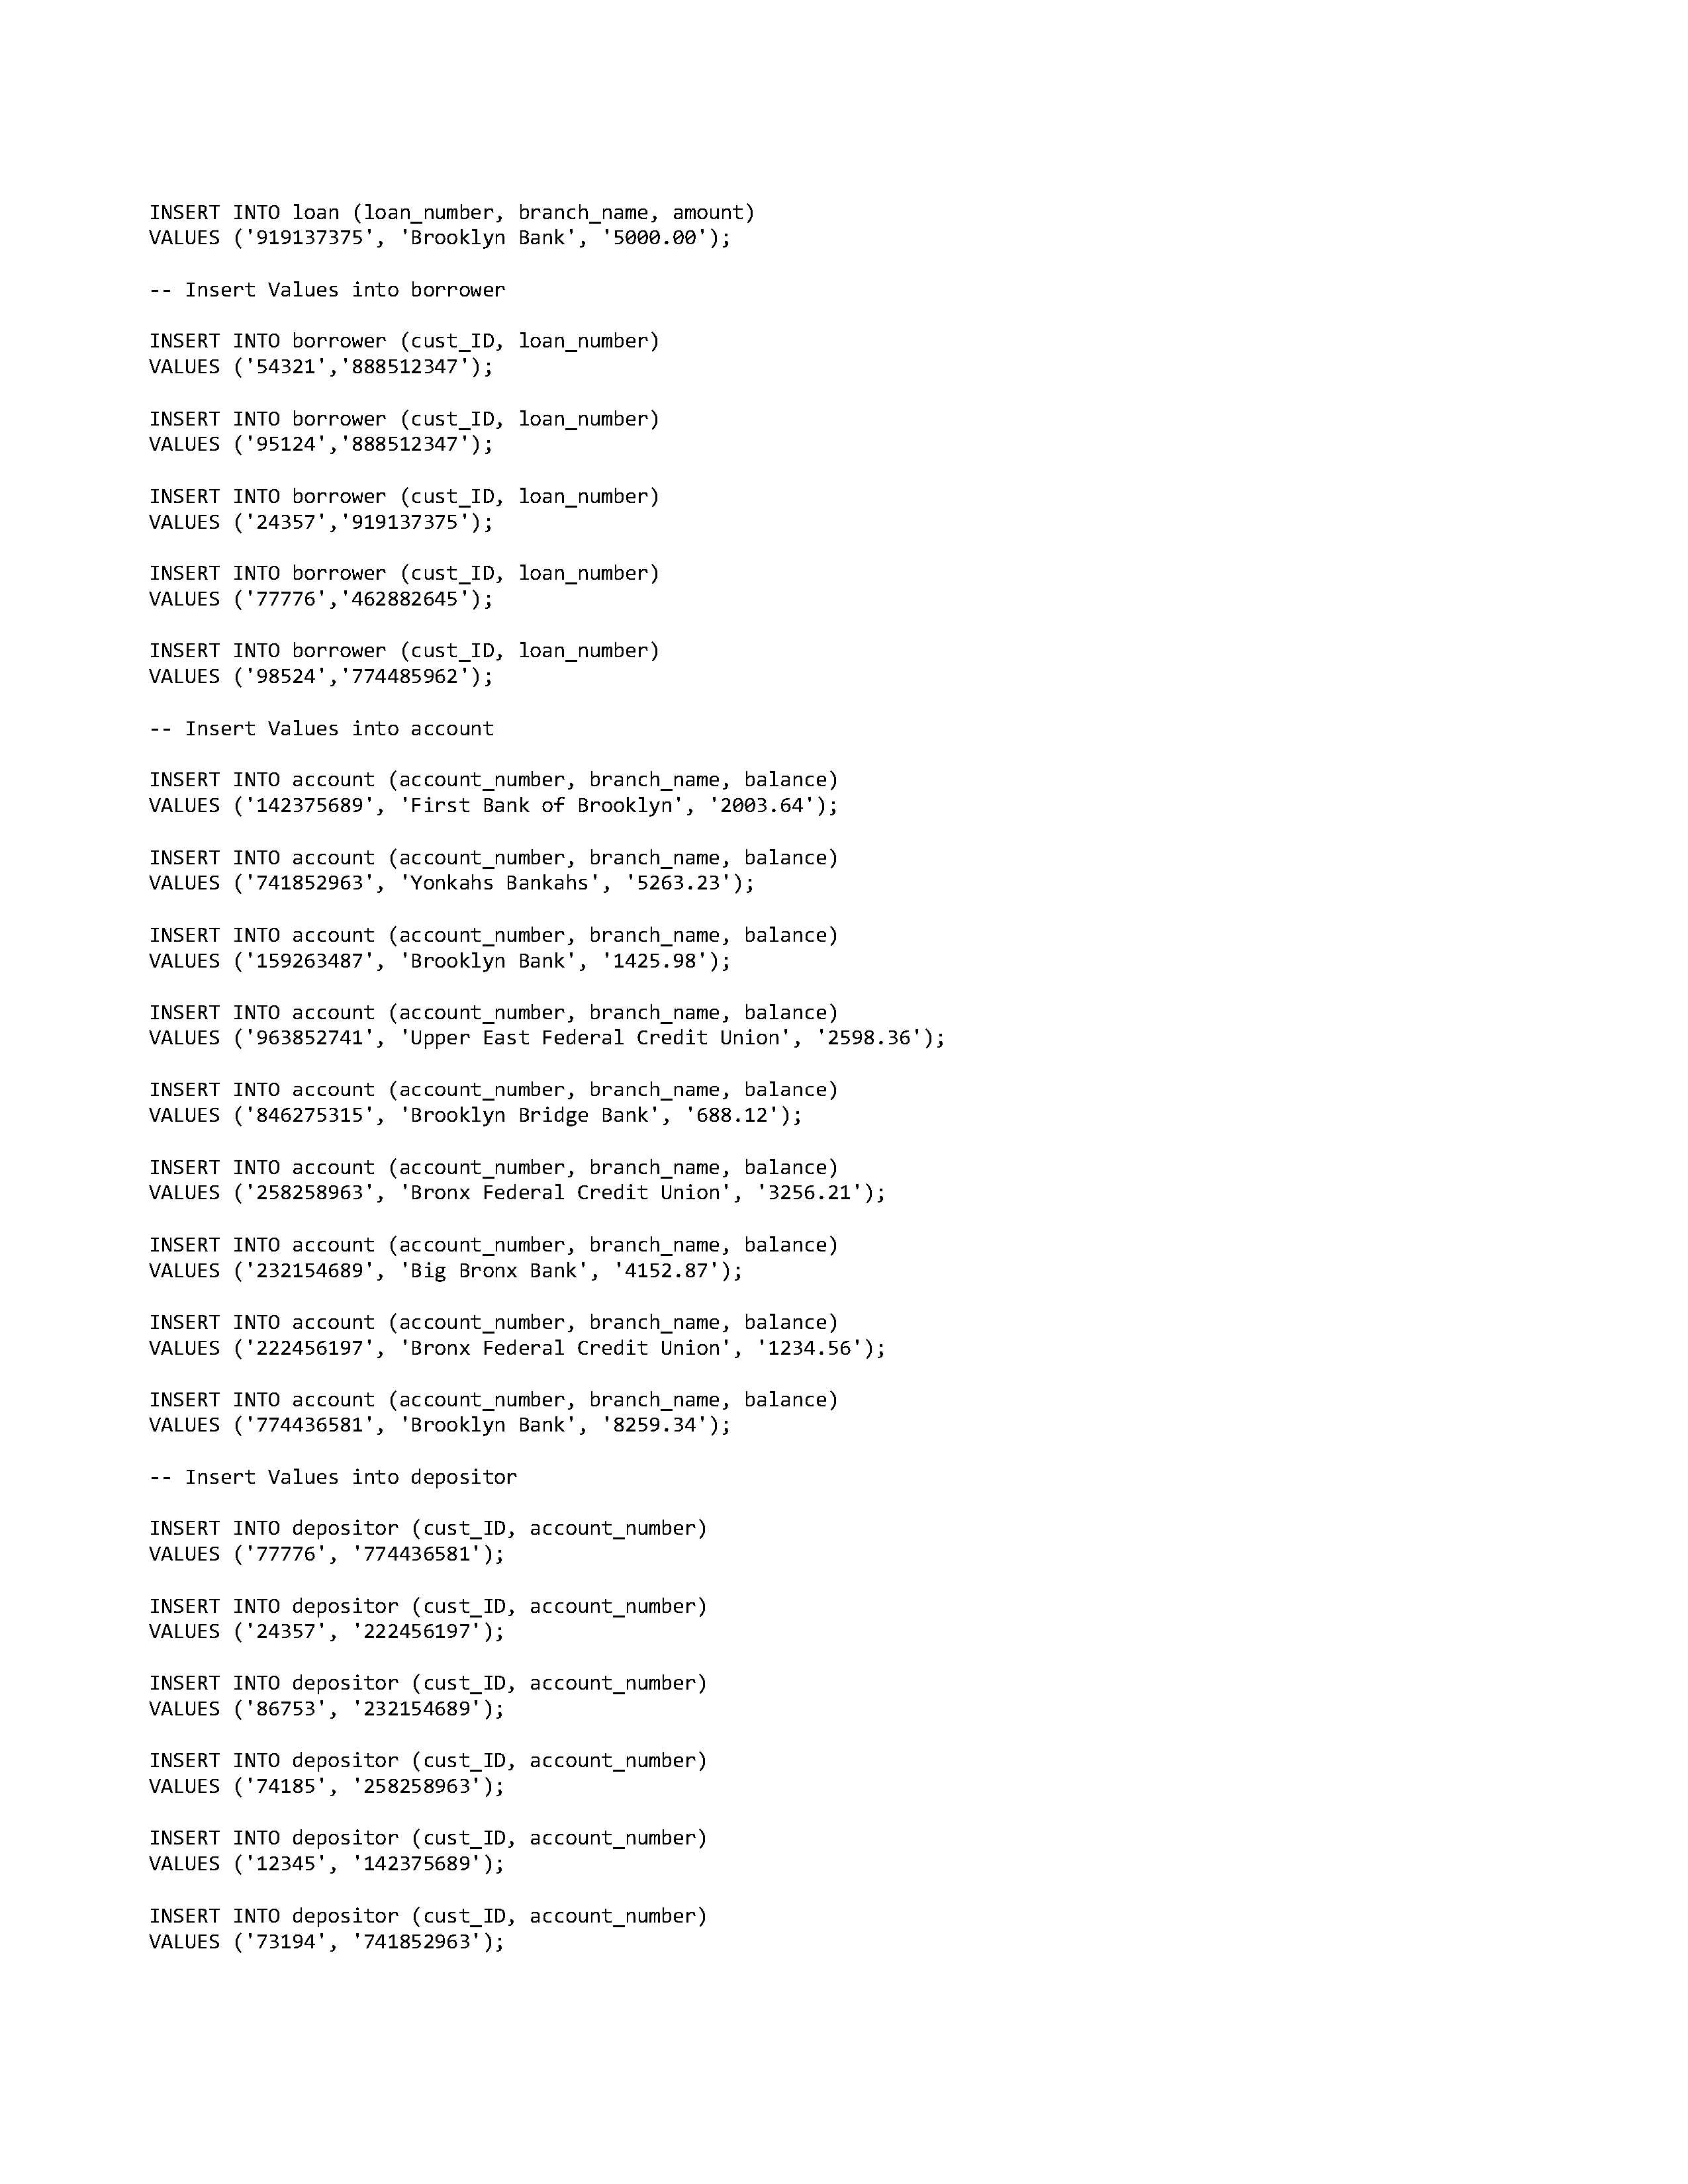 INSERT INTO loan (loan_number, branch_name, amount)
VALUES ('919137375', 'Brooklyn Bank', '5000.00');
-- Insert Values into borrower
INSERT INTO borrower (cust_ID, loan_number)
VALUES ('54321','888512347');
INSERT INTO borrower (cust_ID, loan_number)
VALUES ('95124','888512347');
INSERT INTO borrower (cust_ID, loan_number)
VALUES ('24357','919137375');
INSERT INTO borrower (cust_ID, loan_number)
VALUES ('77776','462882645');
INSERT INTO borrower (cust_ID, loan_number)
VALUES ('98524','774485962');
-- Insert Values into account
INSERT INTO account (account_number, branch_name, balance)
VALUES ('142375689', 'First Bank of Brooklyn', '2003.64');
INSERT INTO account (account_number, branch_name, balance)
VALUES ('741852963', 'Yonkahs Bankahs', '5263.23');
INSERT INTO account (account_number, branch_name, balance)
VALUES ('159263487', 'Brooklyn Bank', '1425.98');
INSERT INTO account (account_number, branch_name, balance)
VALUES ('963852741', 'Upper East Federal Credit Union', '2598.36');
INSERT INTO account (account_number, branch_name, balance)
VALUES ('846275315', 'Brooklyn Bridge Bank', '688.12');
INSERT INTO account (account_number, branch_name, balance)
VALUES ('258258963', 'Bronx Federal Credit Union', '3256.21');
INSERT INTO account (account_number, branch_name, balance)
VALUES ('232154689', 'Big Bronx Bank', '4152.87');
INSERT INTO account (account_number, branch_name, balance)
VALUES ('222456197', 'Bronx Federal Credit Union', '1234.56');
INSERT INTO account (account_number, branch_name, balance)
VALUES ('774436581', 'Brooklyn Bank', '8259.34');
-- Insert Values into depositor
INSERT INTO depositor (cust_ID, account_number)
VALUES ('77776', '774436581');
INSERT INTO depositor (cust_ID, account_number)
VALUES ('24357', '222456197');
INSERT INTO depositor (cust_ID, account_number)
VALUES ('86753', '232154689');
INSERT INTO depositor (cust_ID, account_number)
VALUES ('74185', '258258963');
INSERT INTO depositor (cust_ID, account_number)
VALUES ('12345', '142375689');
INSERT INTO depositor (cust_ID, account_number)
VALUES ('73194', '741852963');